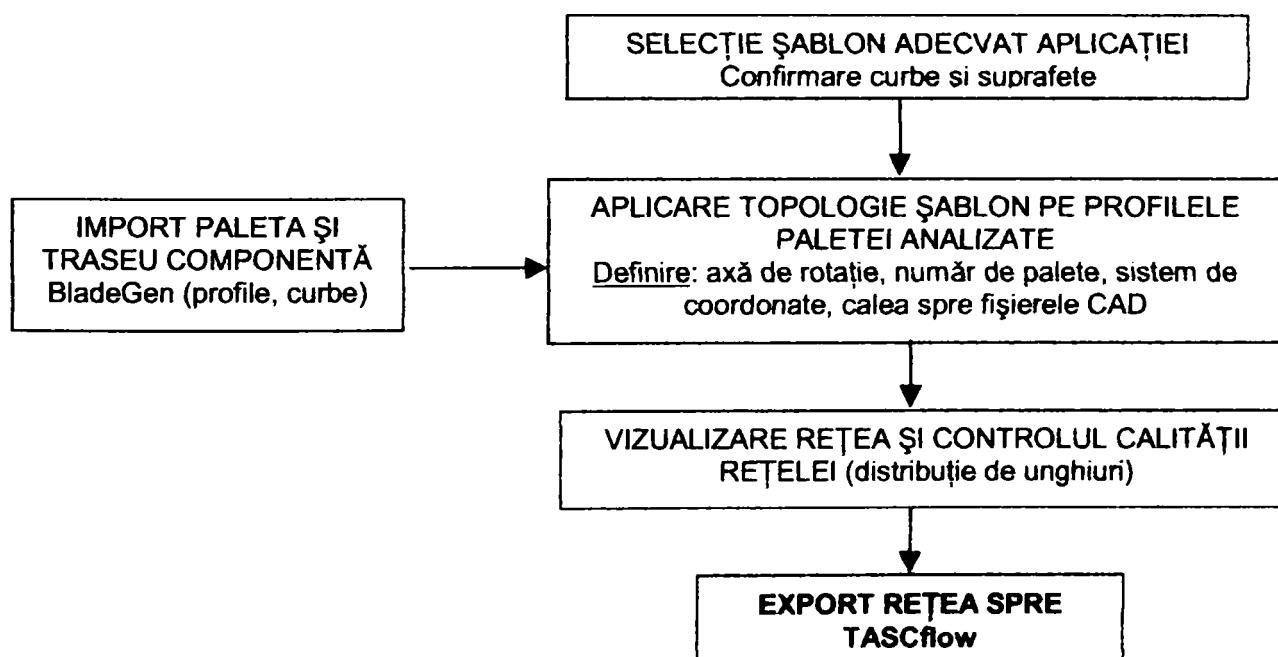 SELECȚIE ŞABLON ADECVAT APLICAȚIEI
Confirmare curbe și suprafete
IMPORT PALETA ŞI
TRASEU COMPONENTĂ
BladeGen (profile, curbe)
APLICARE TOPOLOGIE ŞABLON PE PROFILELE
PALETEI ANALIZATE
Definire: axă de rotație, număr de palete, sistem de
coordonate, calea spre fişierele CAD
VIZUALIZARE REȚEA ŞI CONTROLUL CALITĂȚII
REȚELEI (distribuție de unghiuri)
EXPORT REȚEA SPRE
TASCflow